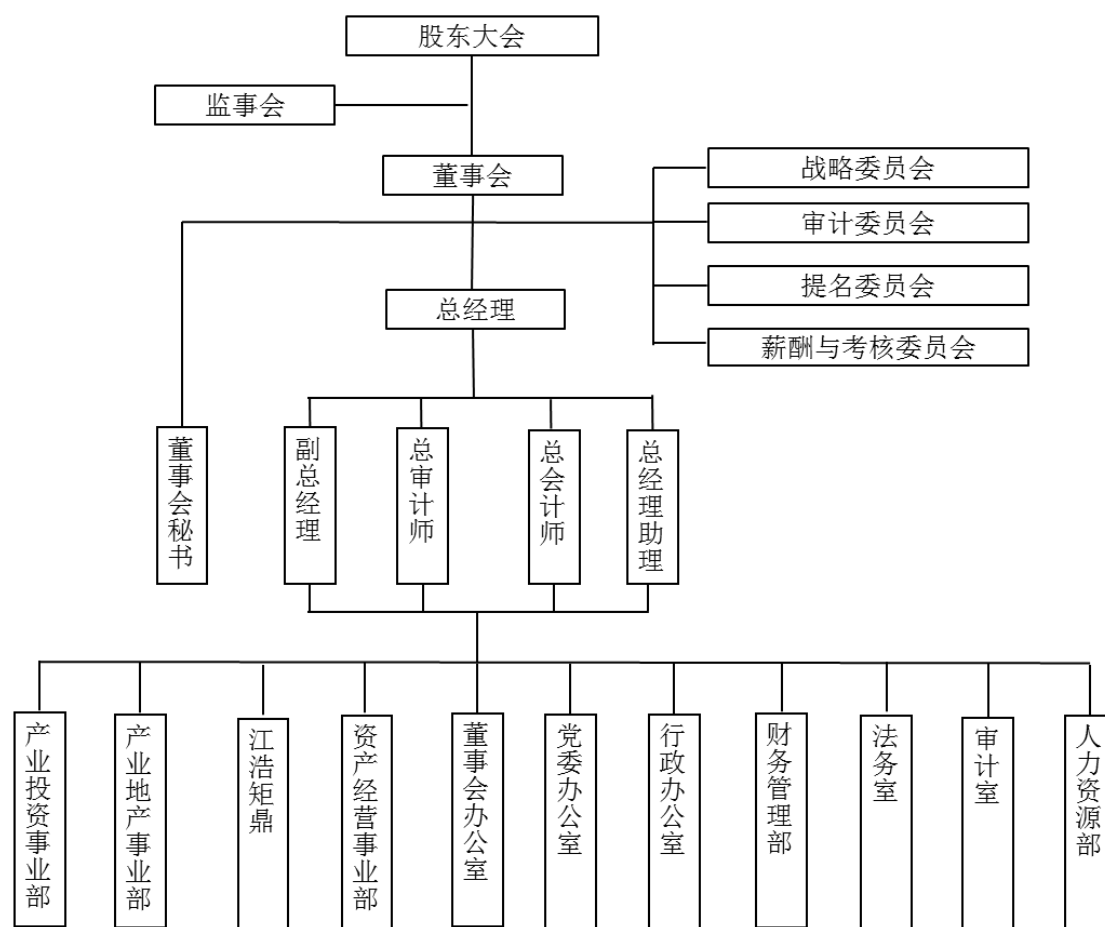 股东大会
监事会
董事会
战略委员会
审计委员会
提名委员会
薪酬与考核委员会
总经理
董事会秘书
副总经理
总审计师
总会计师
总经理助理
产业投资事业部
产业地产事业部
江浩矩鼎
资产经营事业部
董事会办公室
党委办公室
行政办公室
财务管理部
法务室
审计室
人力资源部